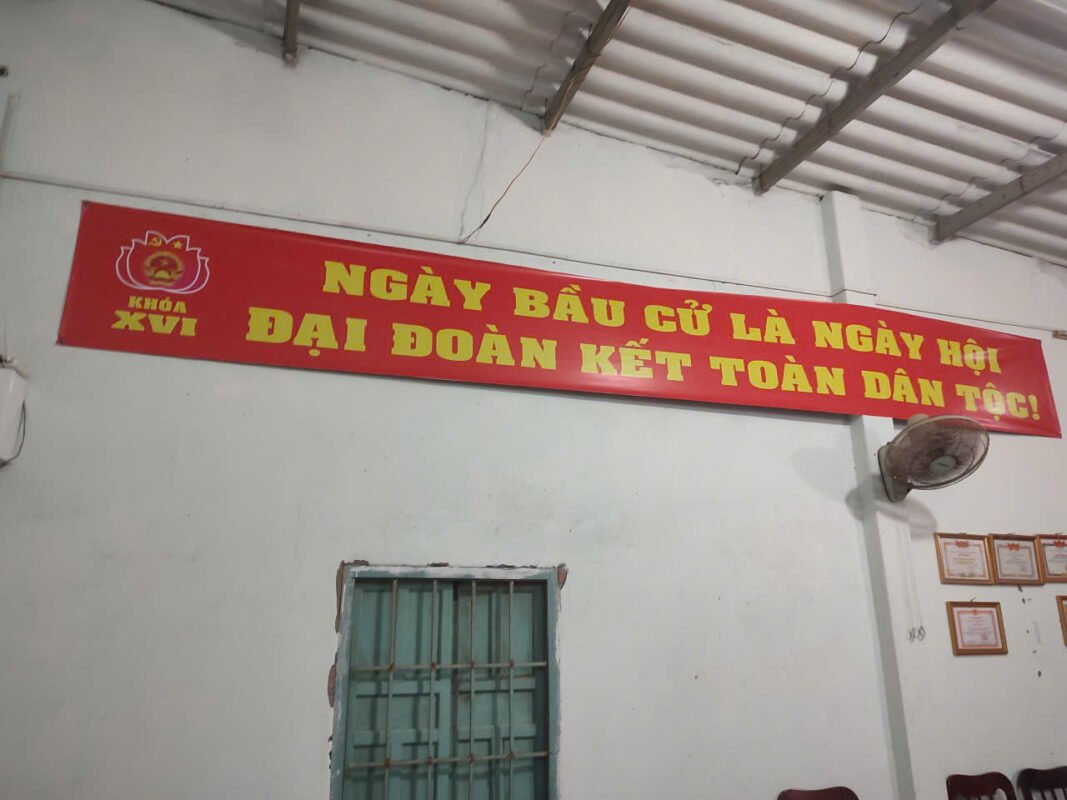 KHÓA
XVI
NGÀY BẦU CỬ LÀ NGÀY HỘI
ĐẠI ĐOÀN KẾT TOÀN DÂN TỘC!